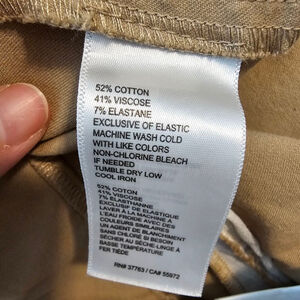 52% COTTON
41% VISCOSE
7% ELASTANE
EXCLUSIVE OF ELASTIC
MACHINE WASH COLD
WITH LIKE COLORS
NON-CHLORINE BLEACH
IF NEEDED
TUMBLE DRY LOW
COOL IRON
52% COTON
41% VISCOSE
7% ELASTHANNE
EXCLUSIF DE ELASTIQUE
LAVER À LA MACHINE À
L'EAU FROIDE AVEC DES
COULEURS SIMILAIRES
UN AGENT DE BLANCHIMENT
SANS CHLORE SI BESOIN
SÉCHER AU SÈCHE-LINGE À
BASSE TEMPÉRATURE
FER TIÈDE
RN# 37763 / CA# 55972